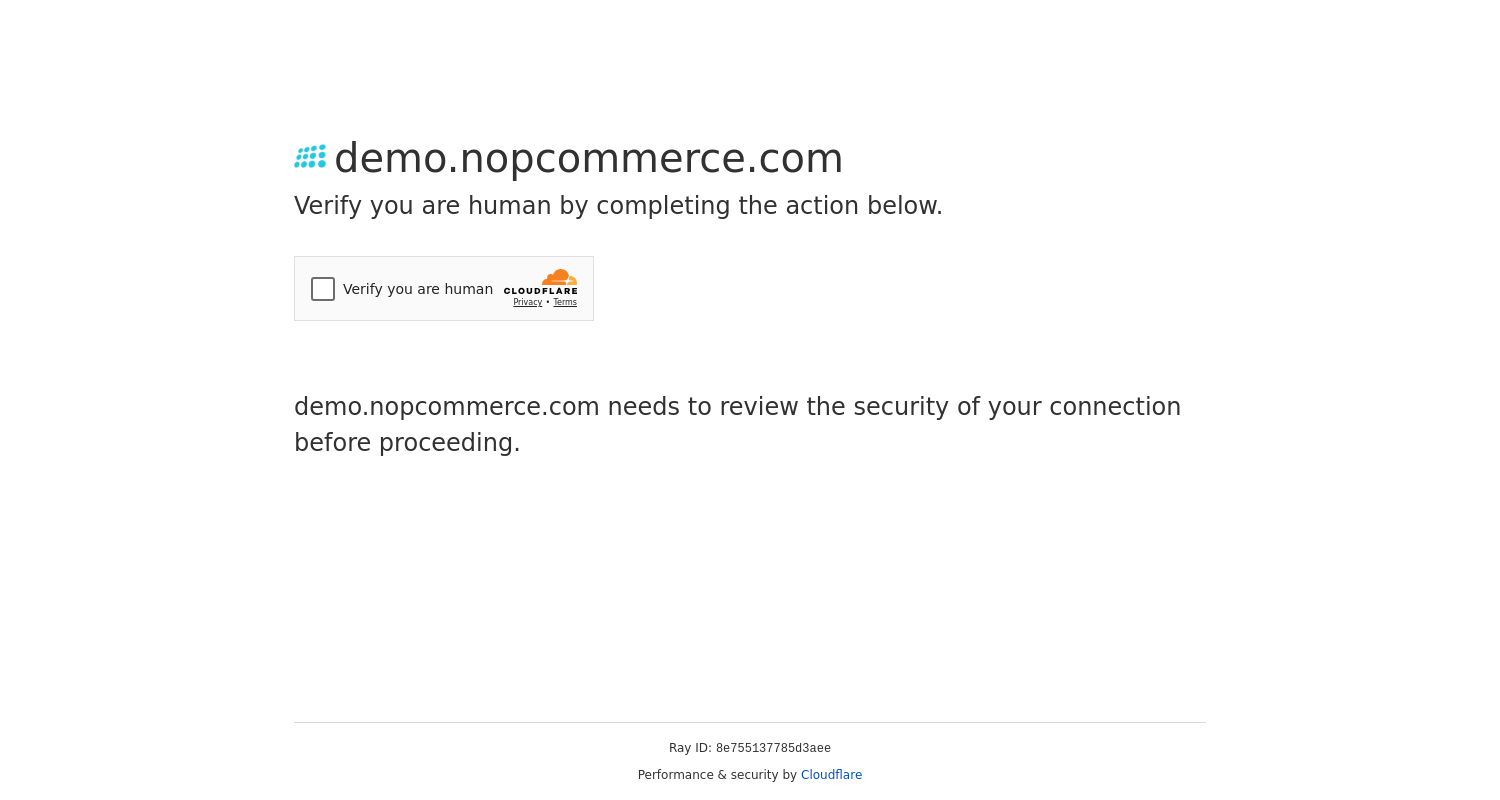 demo.nopcommerce.com
Verify you are human by completing the action below.
Verify you are human
CLOUDFLARE
Privacy • Terms
demo.nopcommerce.com needs to review the security of your connection
before proceeding.
Ray ID: 8e755137785d3aee
Performance & security by Cloudflare